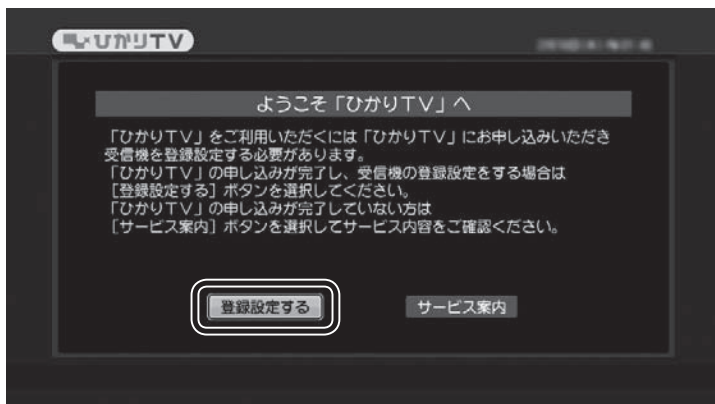 ひかりTV
ようこそ「ひかりTV」へ
「ひかりTV」をご利用いただくには「ひかりTV」にお申し込みいただき
受信機を登録設定する必要があります。
「ひかりTV」の申し込みが完了し、受信機の登録設定をする場合は
[登録設定する] ボタンを選択してください。
「ひかりTV」の申し込みが完了していない方は
[サービス案内] ボタンを選択してサービス内容をご確認ください。
登録設定する
サービス案内